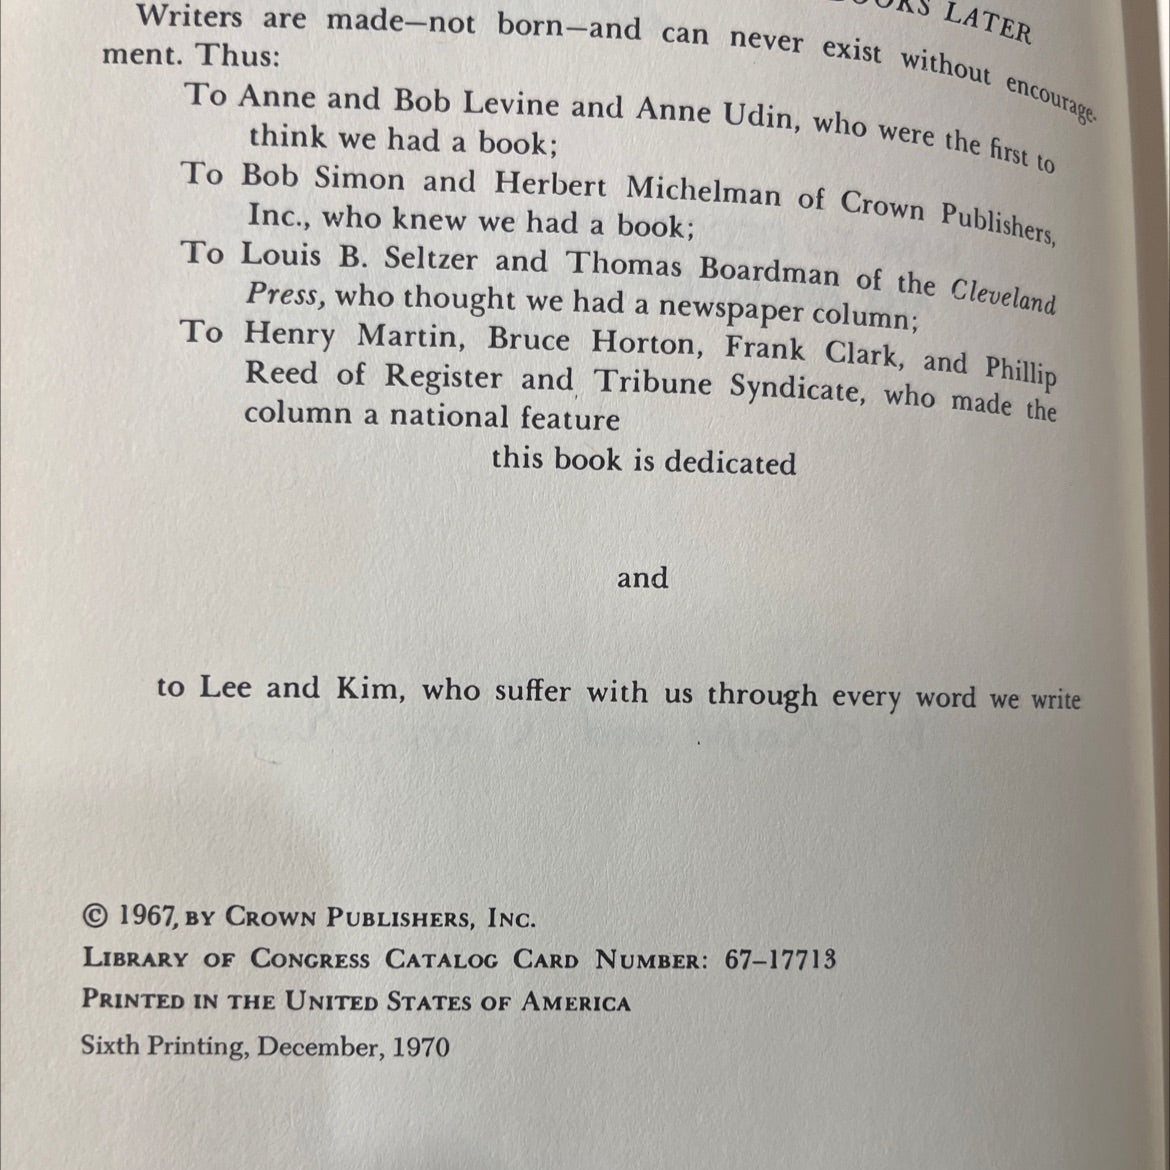 BOOKS LATER
Writers are made—not born—and can never exist without encourage-
ment. Thus:
To Anne and Bob Levine and Anne Udin, who were the first to
think we had a book;
To Bob Simon and Herbert Michelman of Crown Publishers,
Inc., who knew we had a book;
To Louis B. Seltzer and Thomas Boardman of the Cleveland
Press, who thought we had a newspaper column;
To Henry Martin, Bruce Horton, Frank Clark, and Phillip
Reed of Register and Tribune Syndicate, who made the
column a national feature
this book is dedicated
and
to Lee and Kim, who suffer with us through every word we write
© 1967, BY CROWN PUBLISHERS, INC.
LIBRARY OF CONGRESS CATALOG CARD NUMBER: 67–17713
PRINTED IN THE UNITED STATES OF AMERICA
Sixth Printing, December, 1970